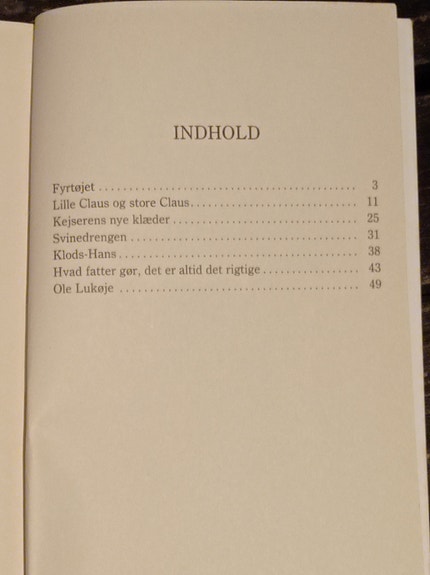 INDHOLD
Fyrtøjet ........................................ 3
Lille Claus og store Claus........................... 11
Kejserens nye klæder.............................. 25
Svinedrengen.................................... 31
Klods-Hans...................................... 38
Hvad fatter gør, det er altid det rigtige............... 43
Ole Lukøje ..................................... 49